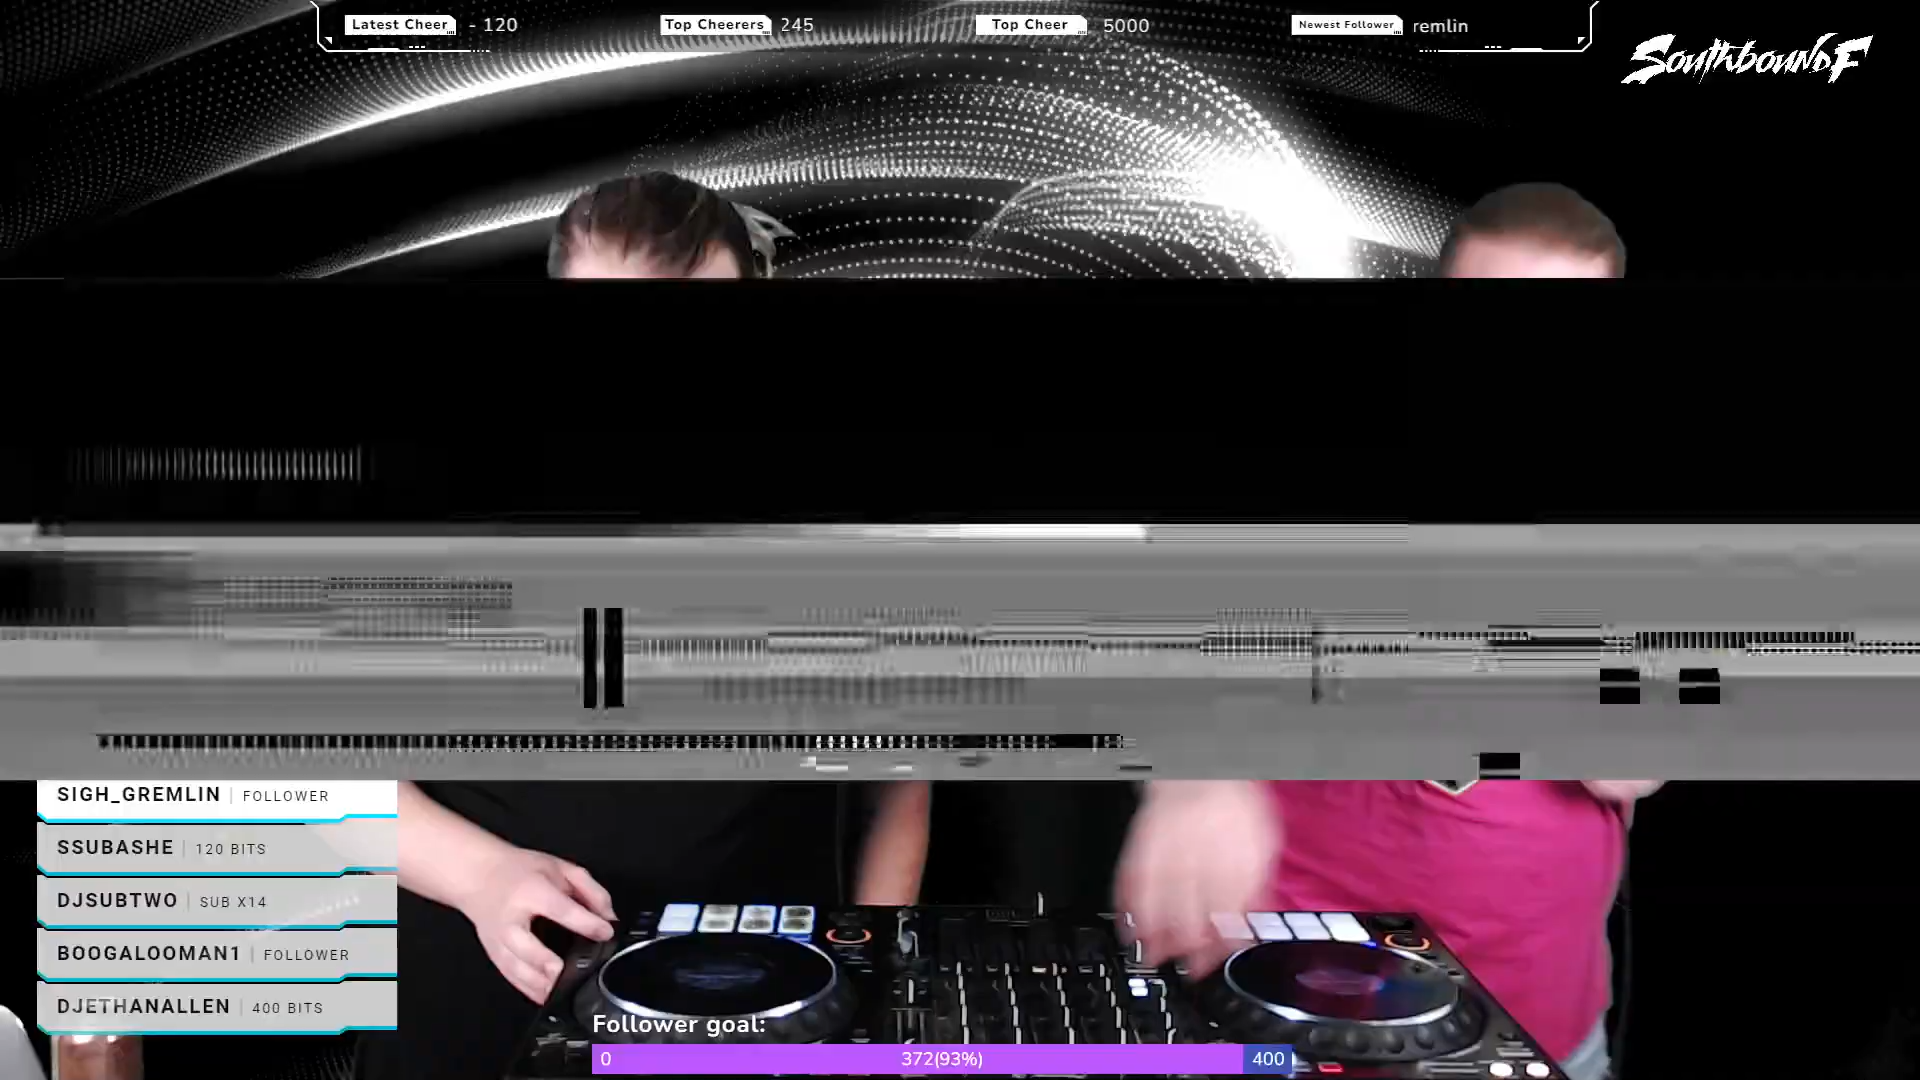 Latest Cheer - 120
Top Cheerers 245
Top Cheer 5000
Newest Follower remlin
SouthboundF
SIGH_GREMLIN | FOLLOWER
SSUBASHE | 120 BITS
DJSUBTWO | SUB X14
BOOGALOOMAN1 | FOLLOWER
DJETHANALLEN | 400 BITS
Follower goal:
0 372(93%) 400